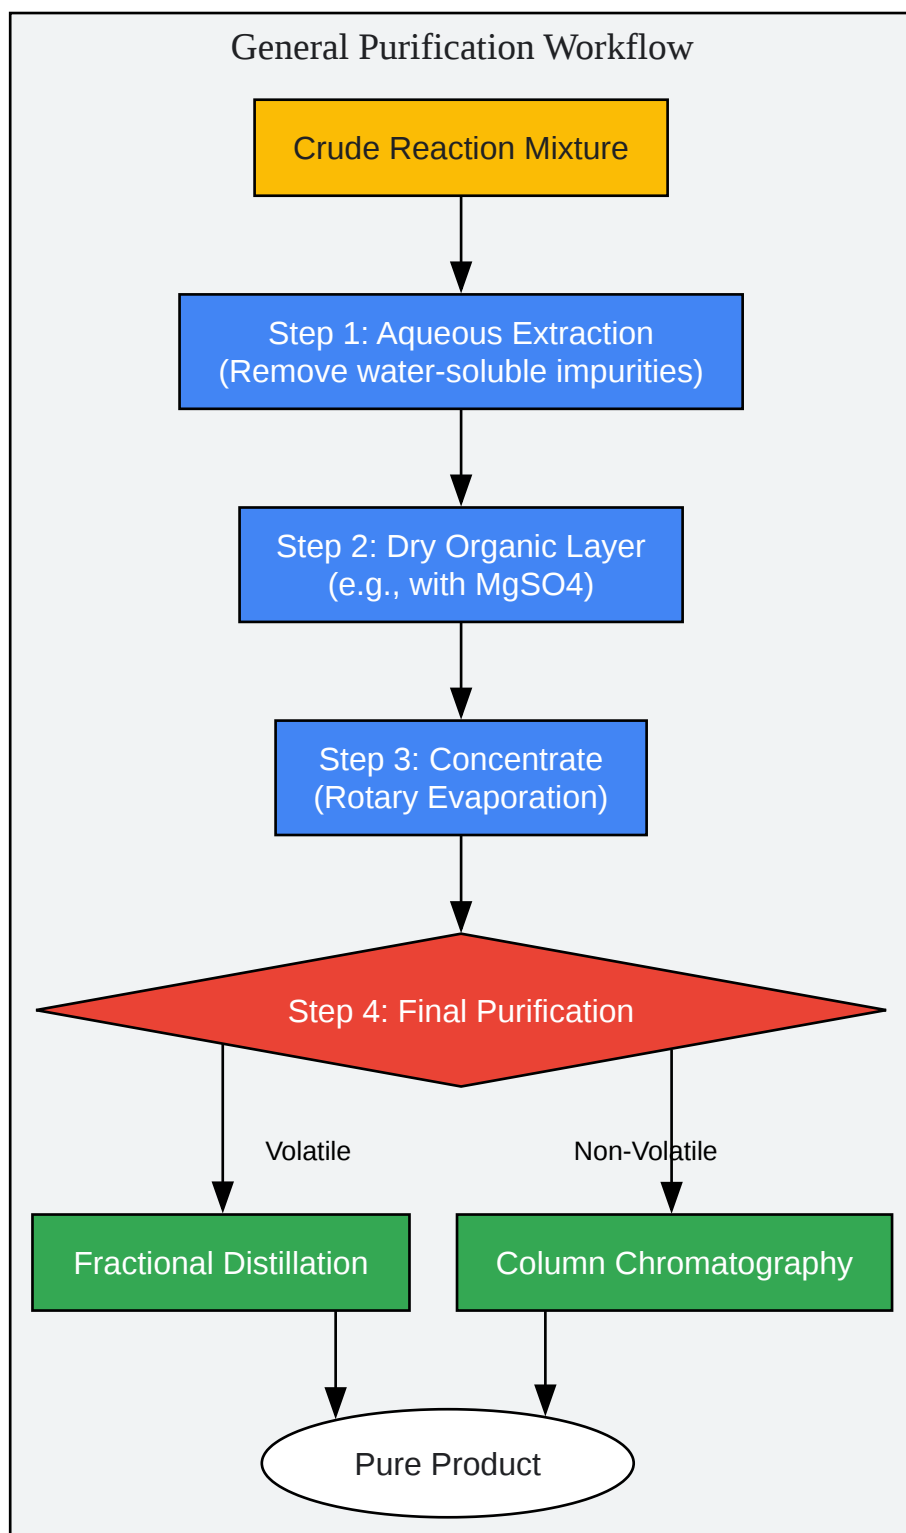 General Purification Workflow
Crude Reaction Mixture
Step 1: Aqueous Extraction
(Remove water-soluble impurities)
Step 2: Dry Organic Layer
(e.g., with MgSO4)
Step 3: Concentrate
(Rotary Evaporation)
Step 4: Final Purification
Volatile
Non-Volatile
Fractional Distillation
Column Chromatography
Pure Product